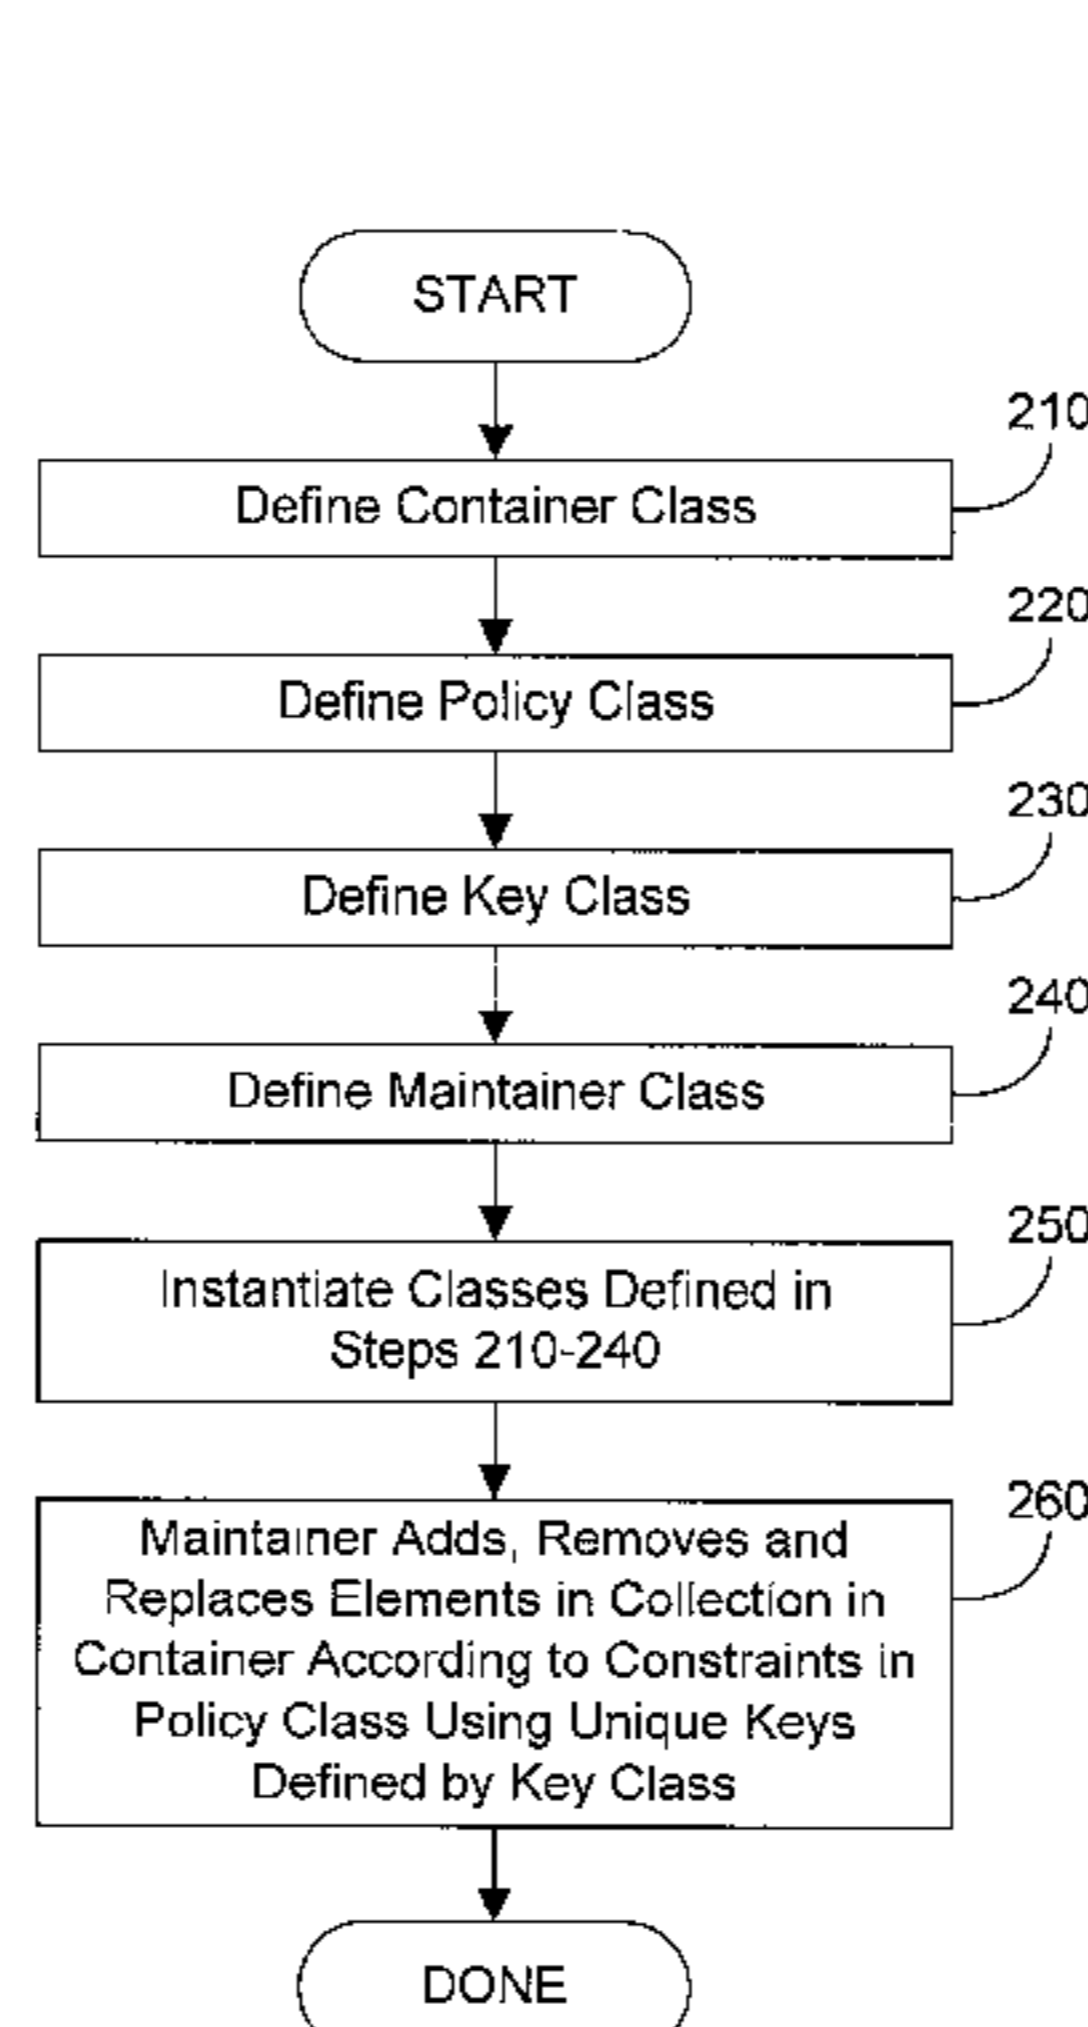 START
210
Define Container Class
220
Define Policy Class
230
Define Key Class
240
Define Maintainer Class
250
Instantiate Classes Defined in
Steps 210-240
260
Maintainer Adds, Removes and
Replaces Elements in Collection in
Container According to Constraints in
Policy Class Using Unique Keys
Defined by Key Class
DONE